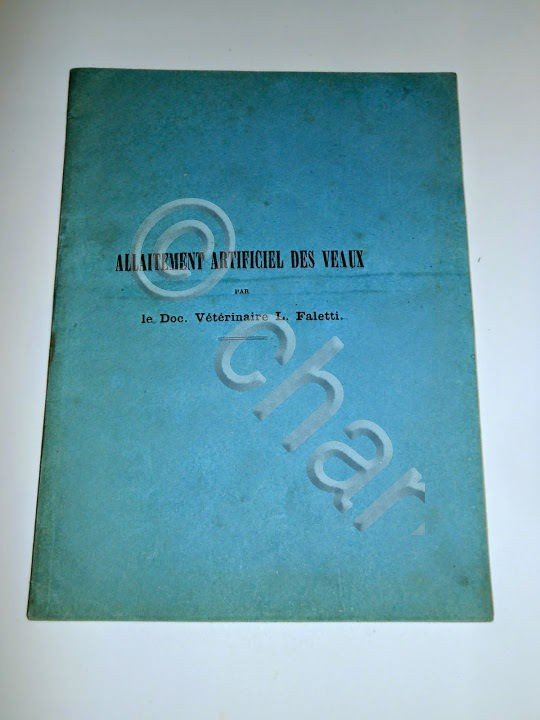 ALLAITEMENT ARTIFICIEL DES VEAUX
PAR
le Doc. Vétérinaire L. Faletti.
@ char